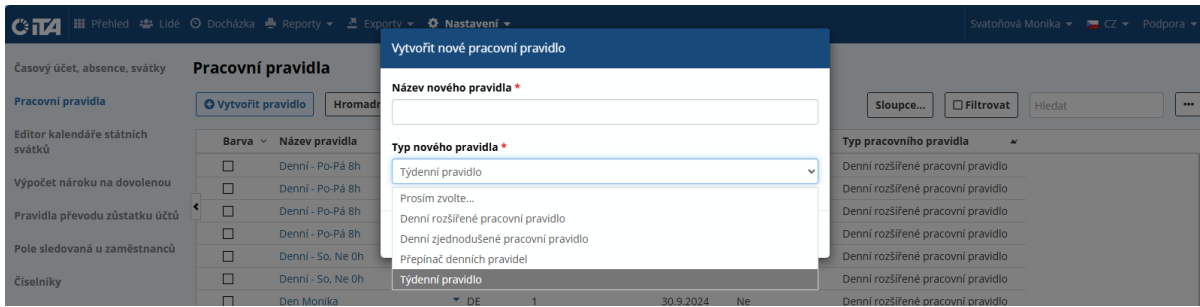 iTA Přehled Lidé Docházka Reporty Exporty Nastavení Svatoňová Monika CZ Podpora
Vytvořit nové pracovní pravidlo
Časový účet, absence, svátky
Pracovní pravidla
Název nového pravidla *
Pracovní pravidla
Vytvořit pravidlo
Sloupce...
Filtrovat
Hledat
...
Editor kalendáře státních
svátků
Barva Název pravidla
Typ nového pravidla *
Typ pracovního pravidla
Denní - Po-Pá 8h
Týdenní pravidlo
Denní rozšířené pracovní pravidlo
Výpočet nároku na dovolenou
Denní - Po-Pá 8h
Prosím zvolte...
Denní rozšířené pracovní pravidlo
Pravidla převodu zůstatku účtů
Denní - Po-Pá 8h
Denní rozšířené pracovní pravidlo
Denní rozšířené pracovní pravidlo
Denní - Po-Pá 8h
Denní zjednodušené pracovní pravidlo
Denní rozšířené pracovní pravidlo
Pole sledovaná u zaměstnanců
Denní - So, Ne 0h
Přepínač denních pravidel
Denní rozšířené pracovní pravidlo
Číselníky
Denní - So, Ne 0h
Týdenní pravidlo
Denní rozšířené pracovní pravidlo
Den Monika DE 1 30.9.2024 Ne Denní rozšířené pracovní pravidlo